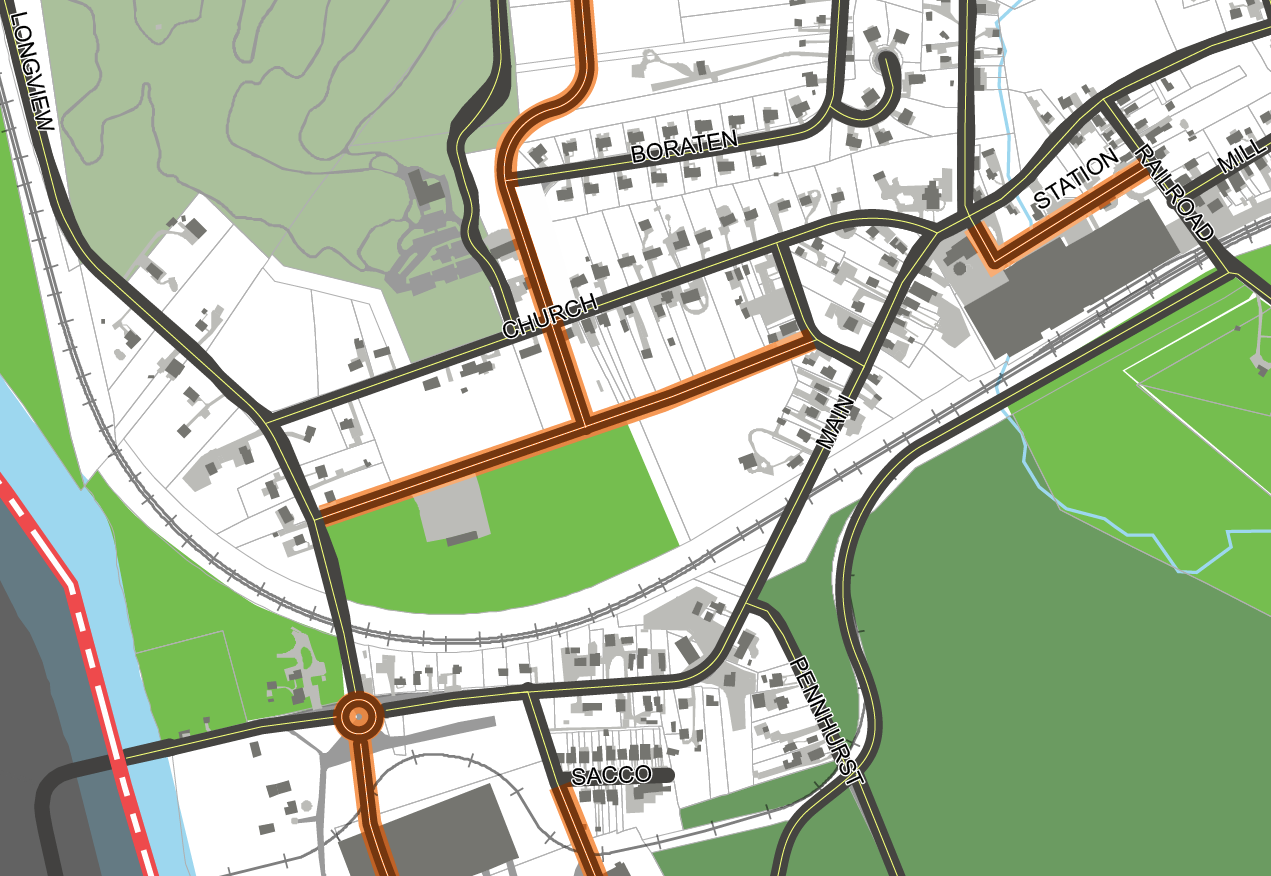 LONGVIEW
BORATEN
STATION
RAILROAD
MILL
CHURCH
MAIN
PENNHURST
SACCO